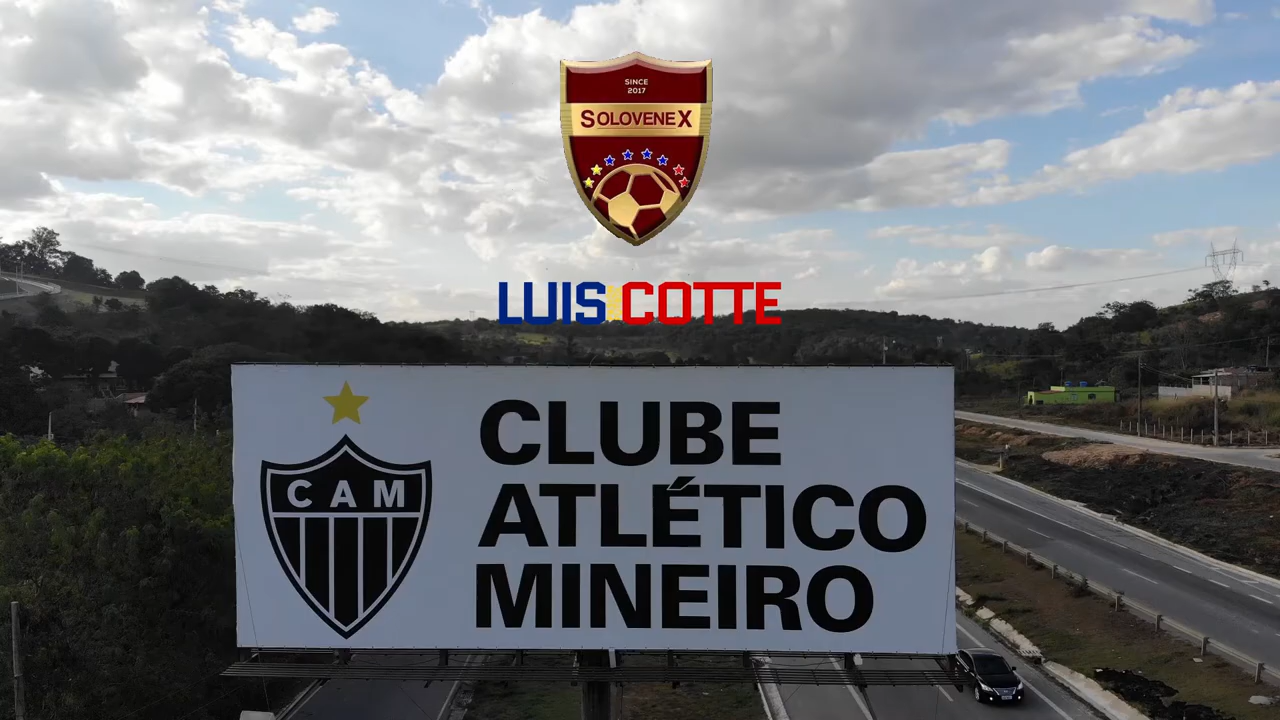 SINCE
2017
SOLOVENEX
LUIS COTTE
CAM
CLUBE
ATLÉTICO
MINEIRO